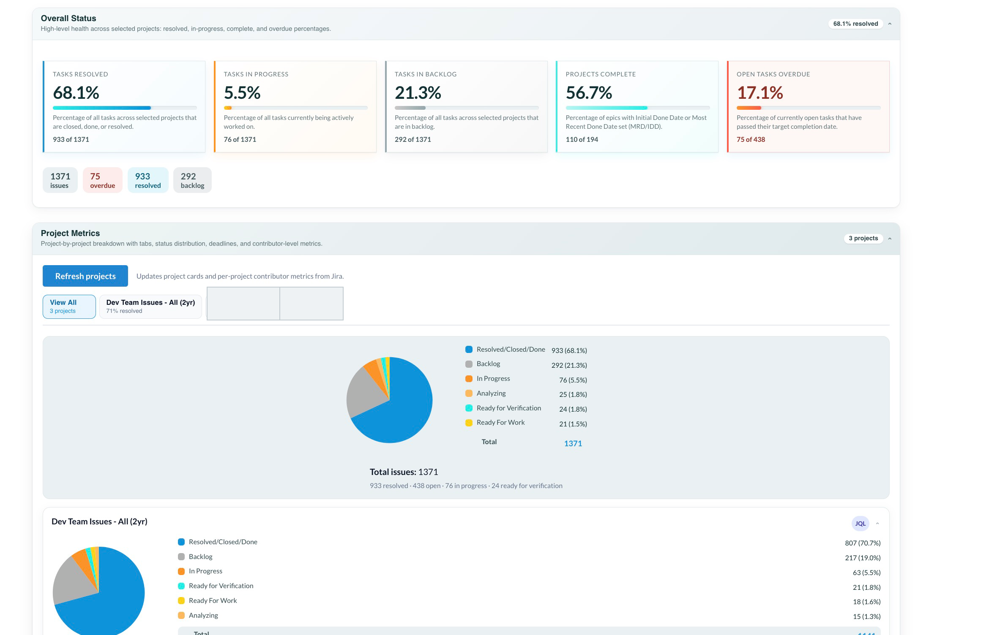 Overall Status
High-level health across selected projects: resolved, in-progress, complete, and overdue percentages.
68.1% resolved
TASKS RESOLVED
68.1%
Percentage of all tasks across selected projects that
are closed, done, or resolved.
933 of 1371
TASKS IN PROGRESS
5.5%
Percentage of all tasks currently being actively
worked on.
76 of 1371
TASKS IN BACKLOG
21.3%
Percentage of all tasks across selected projects that
are in backlog.
292 of 1371
PROJECTS COMPLETE
56.7%
Percentage of epics with Initial Done Date or Most
Recent Done Date set (MRD/IDD).
110 of 194
OPEN TASKS OVERDUE
17.1%
Percentage of currently open tasks that have
passed their target completion date.
75 of 438
1371
issues
75
overdue
933
resolved
292
backlog
Project Metrics
Project-by-project breakdown with tabs, status distribution, deadlines, and contributor-level metrics.
3 projects
Refresh projects
Updates project cards and per-project contributor metrics from Jira.
View All
3 projects
Dev Team Issues - All (2yr)
71% resolved
Resolved/Closed/Done 933 (68.1%)
Backlog 292 (21.3%)
In Progress 76 (5.5%)
Analyzing 25 (1.8%)
Ready for Verification 24 (1.8%)
Ready For Work 21 (1.5%)
Total 1371
Total issues: 1371
933 resolved · 438 open · 76 in progress · 24 ready for verification
Dev Team Issues - All (2yr)
JQL
Resolved/Closed/Done 807 (70.7%)
Backlog 217 (19.0%)
In Progress 63 (5.5%)
Ready for Verification 21 (1.8%)
Ready For Work 18 (1.6%)
Analyzing 15 (1.3%)
Total